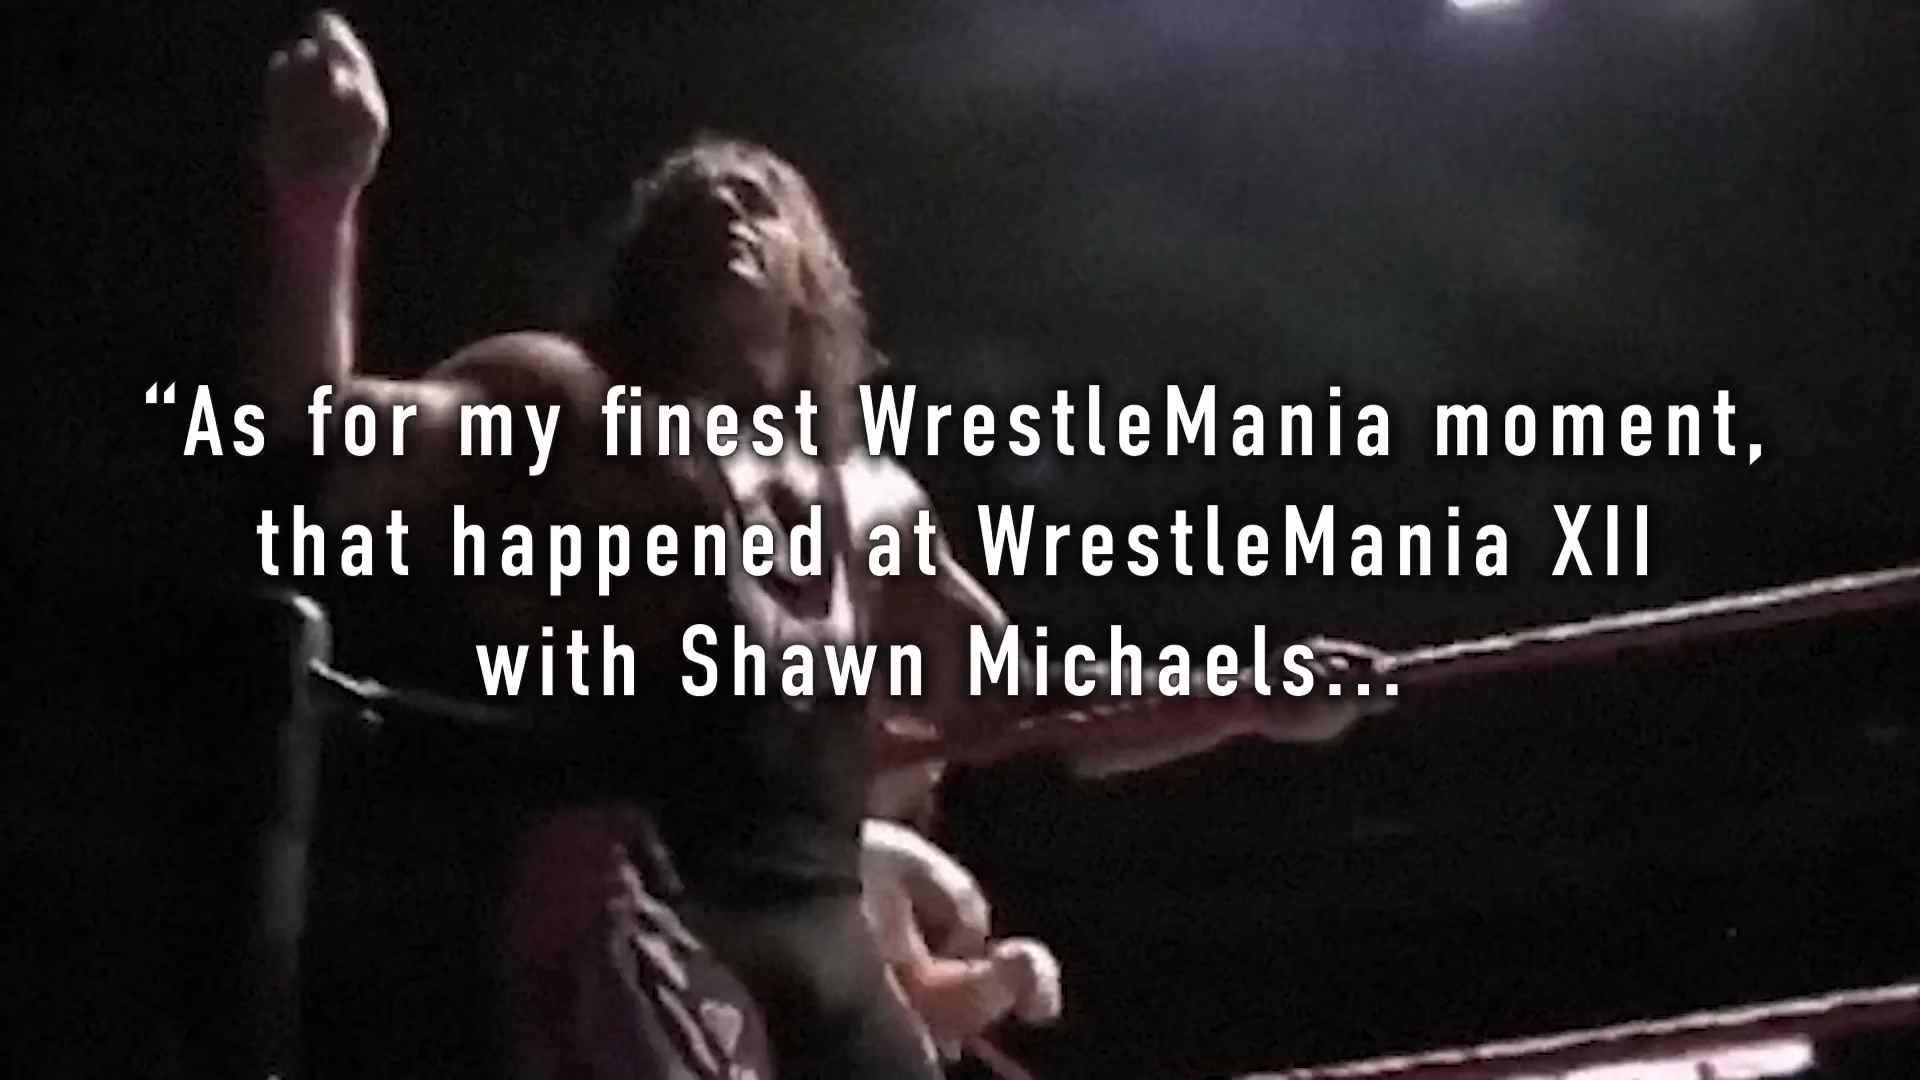 “As for my finest WrestleMania moment,
that happened at WrestleMania XII
with Shawn Michaels...